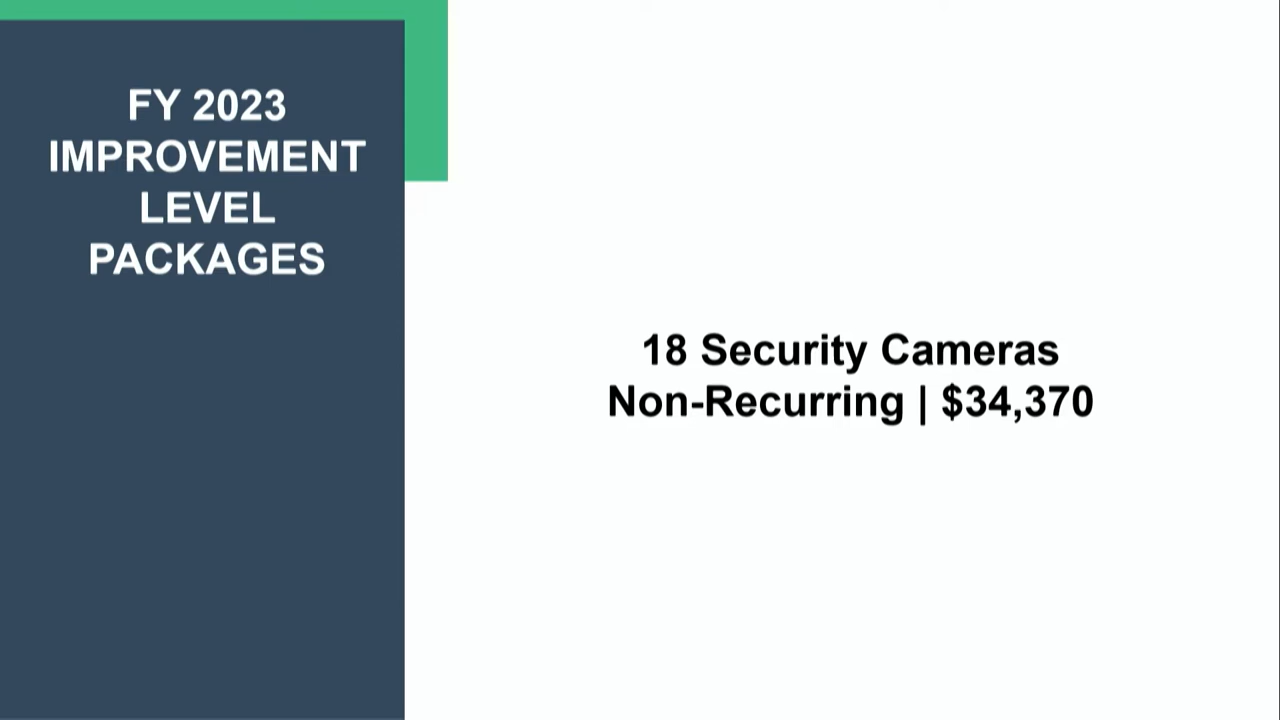 FY 2023
IMPROVEMENT
LEVEL
PACKAGES
18 Security Cameras
Non-Recurring | $34,370